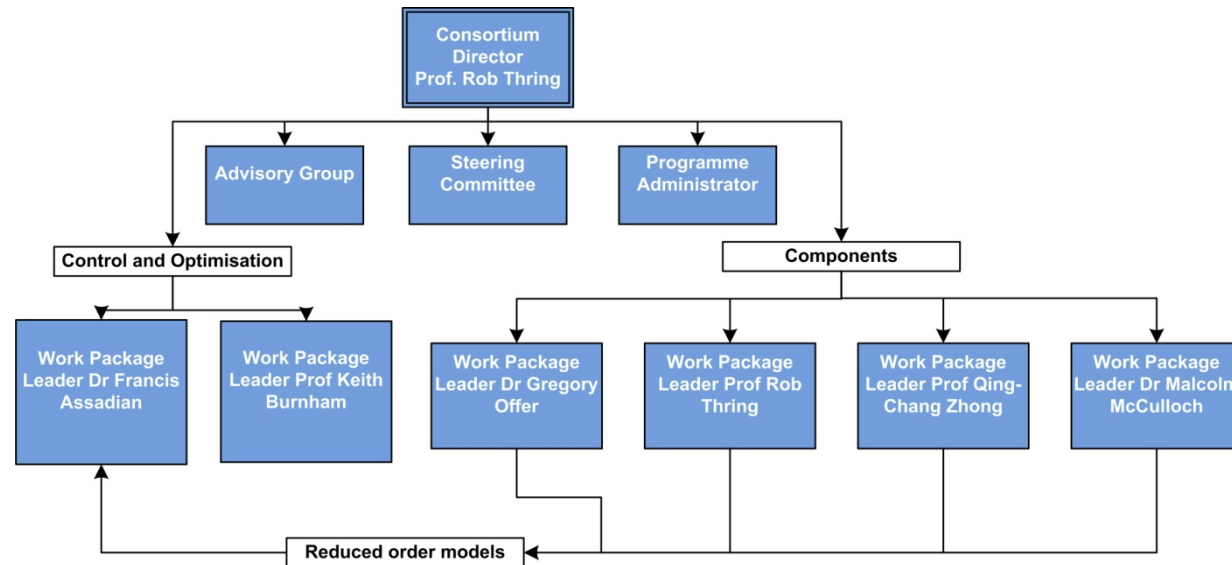 Consortium
Director
Prof. Rob Thring
Advisory Group
Steering
Committee
Programme
Administrator
Control and Optimisation
Components
Work Package
Leader Dr Francis
Assadian
Work Package
Leader Prof Keith
Burnham
Work Package
Leader Dr Gregory
Offer
Work Package
Leader Prof Rob
Thring
Work Package
Leader Prof Qing-
Chang Zhong
Work Package
Leader Dr Malcoln
McCulloch
Reduced order models